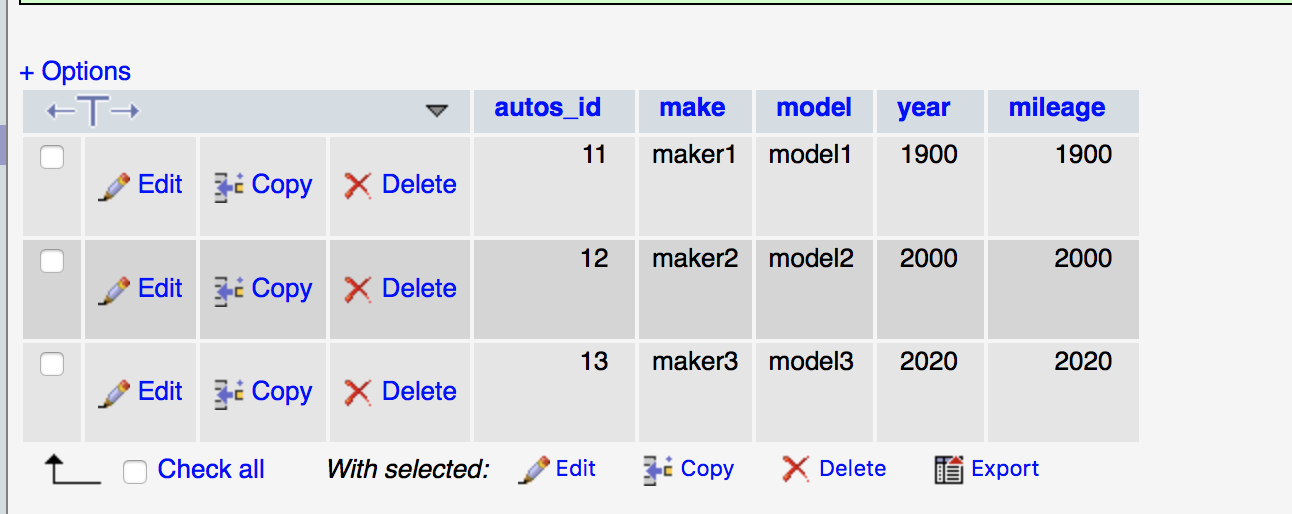 + Options
←T→ autos_id make model year mileage
Edit Copy Delete 11 maker1 model1 1900 1900
Edit Copy Delete 12 maker2 model2 2000 2000
Edit Copy Delete 13 maker3 model3 2020 2020
Check all With selected: Edit Copy Delete Export